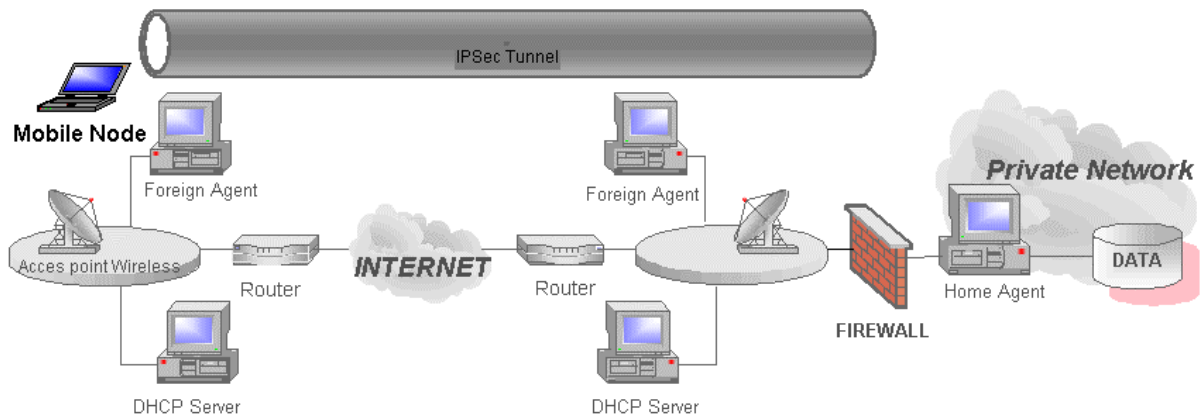 IPSec Tunnel
Mobile Node
Foreign Agent
Foreign Agent
Private Network
Acces point Wireless
INTERNET
DATA
Router
Router
Home Agent
FIREWALL
DHCP Server
DHCP Server